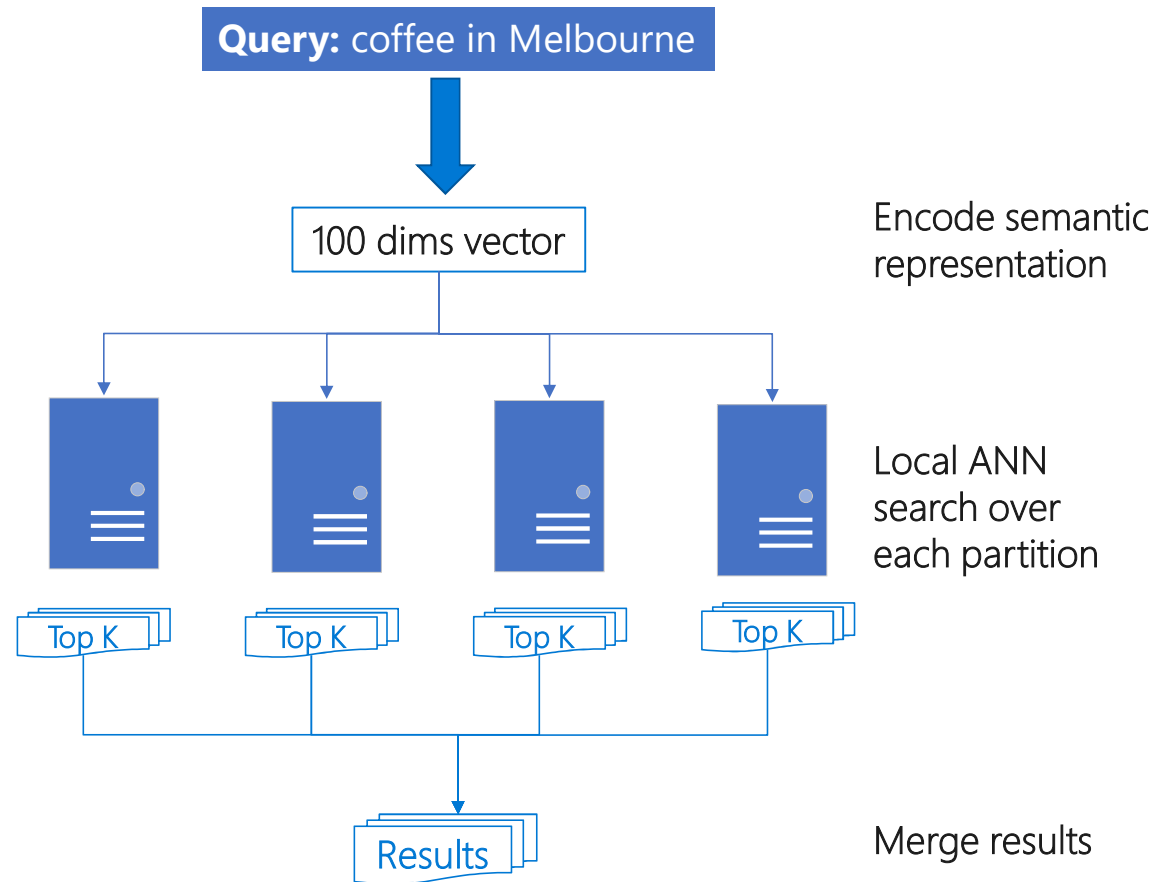 Query: coffee in Melbourne
100 dims vector
Encode semantic
representation
Local ANN
search over
each partition
Top K
Top K
Top K
Top K
Results
Merge results